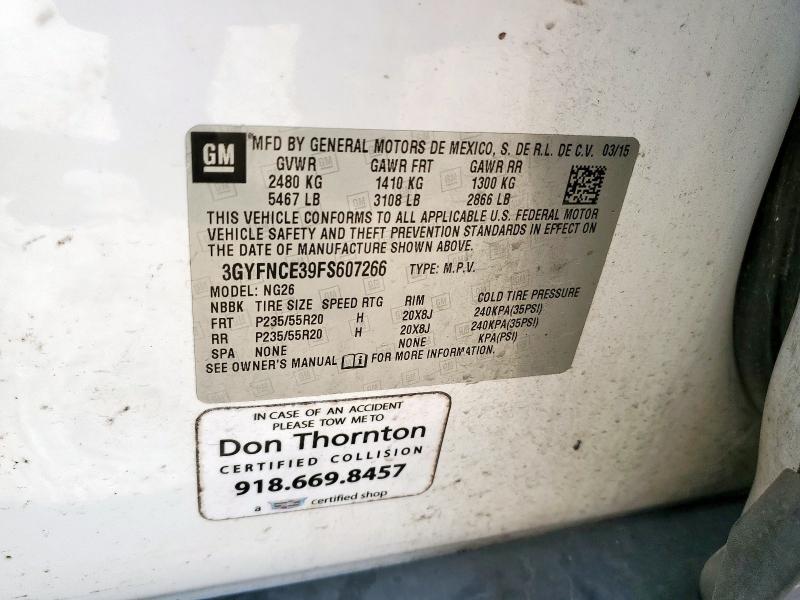 GM
MFD BY GENERAL MOTORS DE MEXICO, S. DE R.L. DE C.V. 03/15
GVWR GAWR FRT GAWR RR
2480 KG 1410 KG 1300 KG
5467 LB 3108 LB 2866 LB
THIS VEHICLE CONFORMS TO ALL APPLICABLE U.S. FEDERAL MOTOR
VEHICLE SAFETY AND THEFT PREVENTION STANDARDS IN EFFECT ON
THE DATE OF MANUFACTURE SHOWN ABOVE.
3GYFNCE39FS607266 TYPE: M.P.V.
MODEL: NG26
NBBK TIRE SIZE SPEED RTG RIM COLD TIRE PRESSURE
FRT P235/55R20 H 20X8J 240KPA(35PSI)
RR P235/55R20 H 20X8J 240KPA(35PSI)
SPA NONE NONE KPA(PSI)
SEE OWNER'S MANUAL FOR MORE INFORMATION.
IN CASE OF AN ACCIDENT
PLEASE TOW ME TO
Don Thornton
CERTIFIED COLLISION
918.669.8457
a certified shop